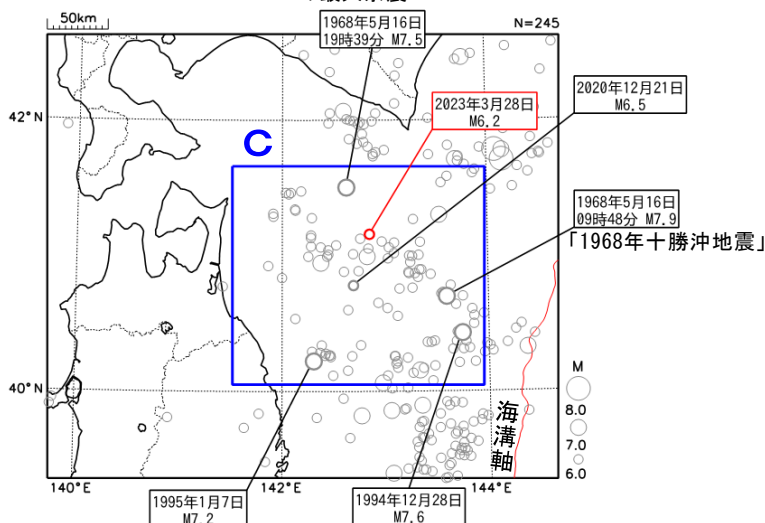 50km
N=245
1968年5月16日
19時39分 M7.5
2023年3月28日
M6.2
2020年12月21日
M6.5
42°N
C
1968年5月16日
09時48分 M7.9
「1968年十勝沖地震」
40°N
M
8.0
7.0
6.0
海溝軸
140°E
142°E
144°E
1995年1月7日
M7.2
1994年12月28日
M7.6